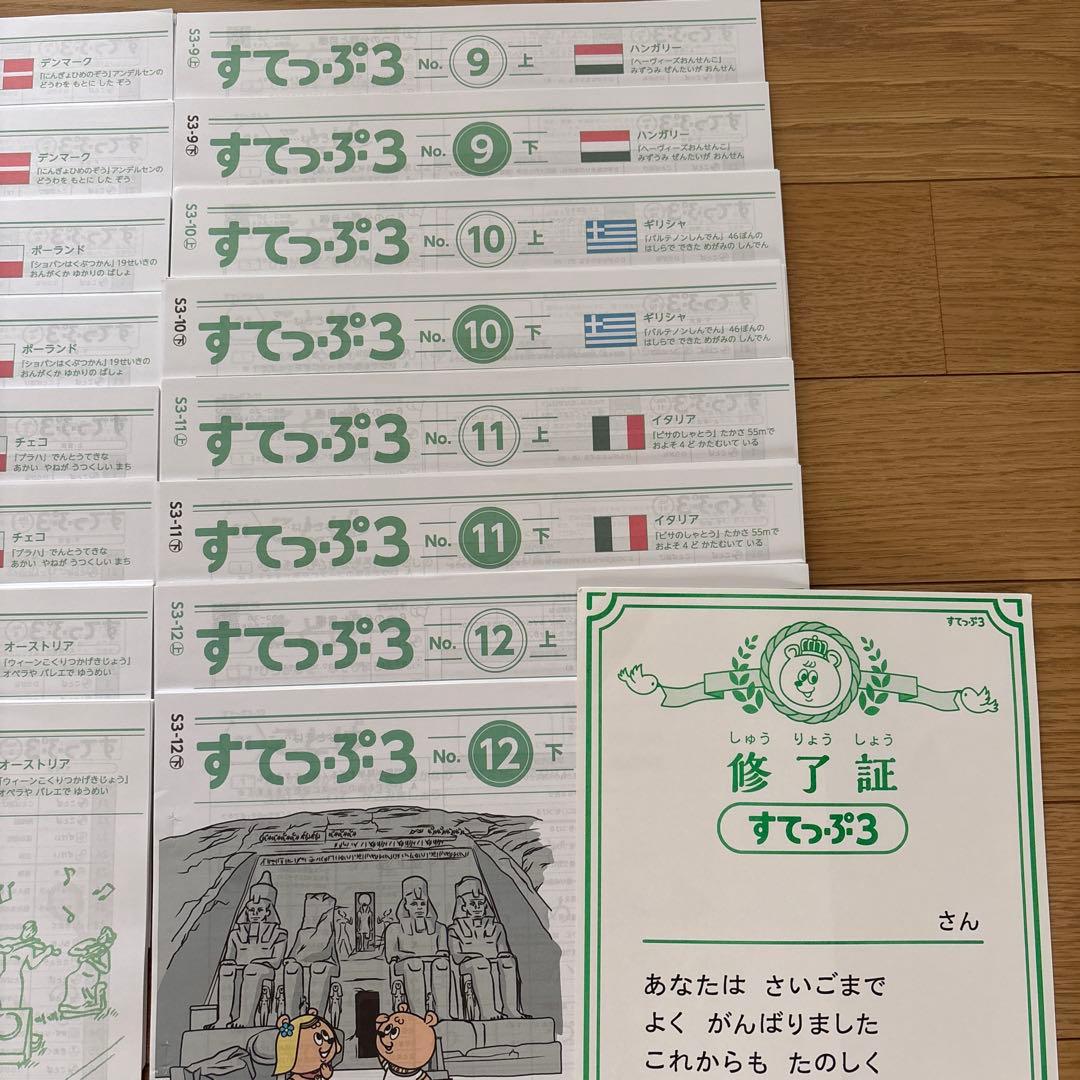 デンマーク
「にんぎょひめのぞう」アンデルセンの
どうわを もとに した ぞう
デンマーク
「にんぎょひめのぞう」アンデルセンの
どうわを もとに した ぞう
ポーランド
「ショパンはくぶつかん」19せいきの
おんがくか ゆかりの ばしょ
ポーランド
「ショパンはくぶつかん」19せいきの
おんがくか ゆかりの ばしょ
チェコ
「プラハ」でんとうてきな
あかい やねが うつくしい まち
チェコ
「プラハ」でんとうてきな
あかい やねが うつくしい まち
オーストリア
「ウィーンこくりつかげきじょう」
オペラや バレエで ゆうめい
オーストリア
「ウィーンこくりつかげきじょう」
オペラや バレエで ゆうめい
S3-9上
すてっぷ3 No. 9 上
ハンガリー
「ヘーヴィーズおんせんこ」
みずうみ ぜんたいが おんせん
S3-9下
すてっぷ3 No. 9 下
ハンガリー
「ヘーヴィーズおんせんこ」
みずうみ ぜんたいが おんせん
S3-10上
すてっぷ3 No. 10 上
ギリシャ
「パルテノンしんでん」46ぽんの
はしらで できた めがみの しんでん
S3-10下
すてっぷ3 No. 10 下
ギリシャ
「パルテノンしんでん」46ぽんの
はしらで できた めがみの しんでん
S3-11上
すてっぷ3 No. 11 上
イタリア
「ピサのしゃとう」たかさ 55mで
およそ 4 ど かたむいて いる
S3-11下
すてっぷ3 No. 11 下
イタリア
「ピサのしゃとう」たかさ 55mで
およそ 4 ど かたむいて いる
S3-12上
すてっぷ3 No. 12 上
S3-12下
すてっぷ3 No. 12 下
すてっぷ3
しゅう りょう しょう
修了証
すてっぷ3
さん
あなたは さいごまで
よく がんばりました
これからも たのしく